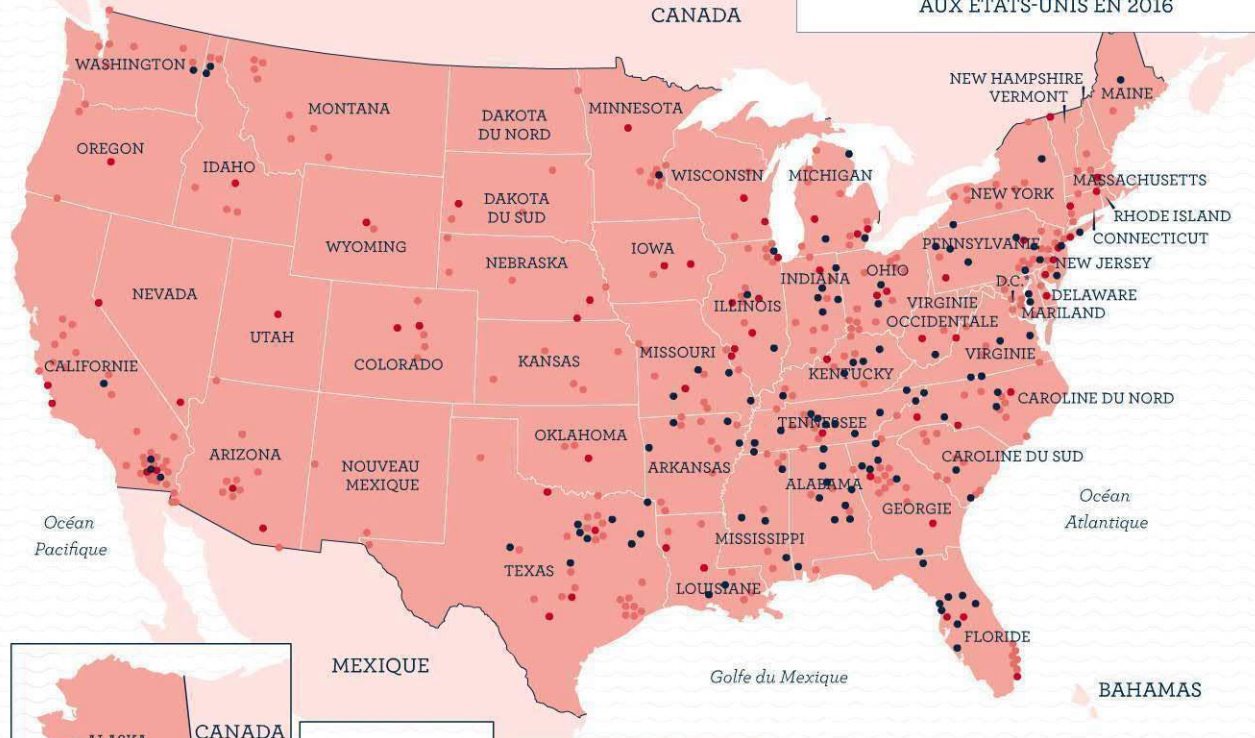 AUX ÉTATS-UNIS EN 2016
CANADA
WASHINGTON
MONTANA
DAKOTA
DU NORD
MINNESOTA
NEW HAMPSHIRE
VERMONT
MAINE
OREGON
IDAHO
WISCONSIN
MICHIGAN
MASSACHUSETTS
NEW YORK
DAKOTA
DU SUD
RHODE ISLAND
CONNECTICUT
WYOMING
IOWA
PENNSYLVANIE
NEBRASKA
NEW JERSEY
INDIANA
OHIO
D.C.*
NEVADA
DELAWARE
ILLINOIS
VIRGINIE
OCCIDENTALE
MARILAND
UTAH
COLORADO
KANSAS
MISSOURI
VIRGINIE
CALIFORNIE
KENTUCKY
CAROLINE DU NORD
TENNESSEE
OKLAHOMA
ARIZONA
NOUVEAU
MEXIQUE
ARKANSAS
CAROLINE DU SUD
ALABAMA
Océan
Atlantique
GEORGIE
Océan
Pacifique
MISSISSIPPI
TEXAS
LOUISIANE
FLORIDE
MEXIQUE
Golfe du Mexique
BAHAMAS
CANADA
ALASKA